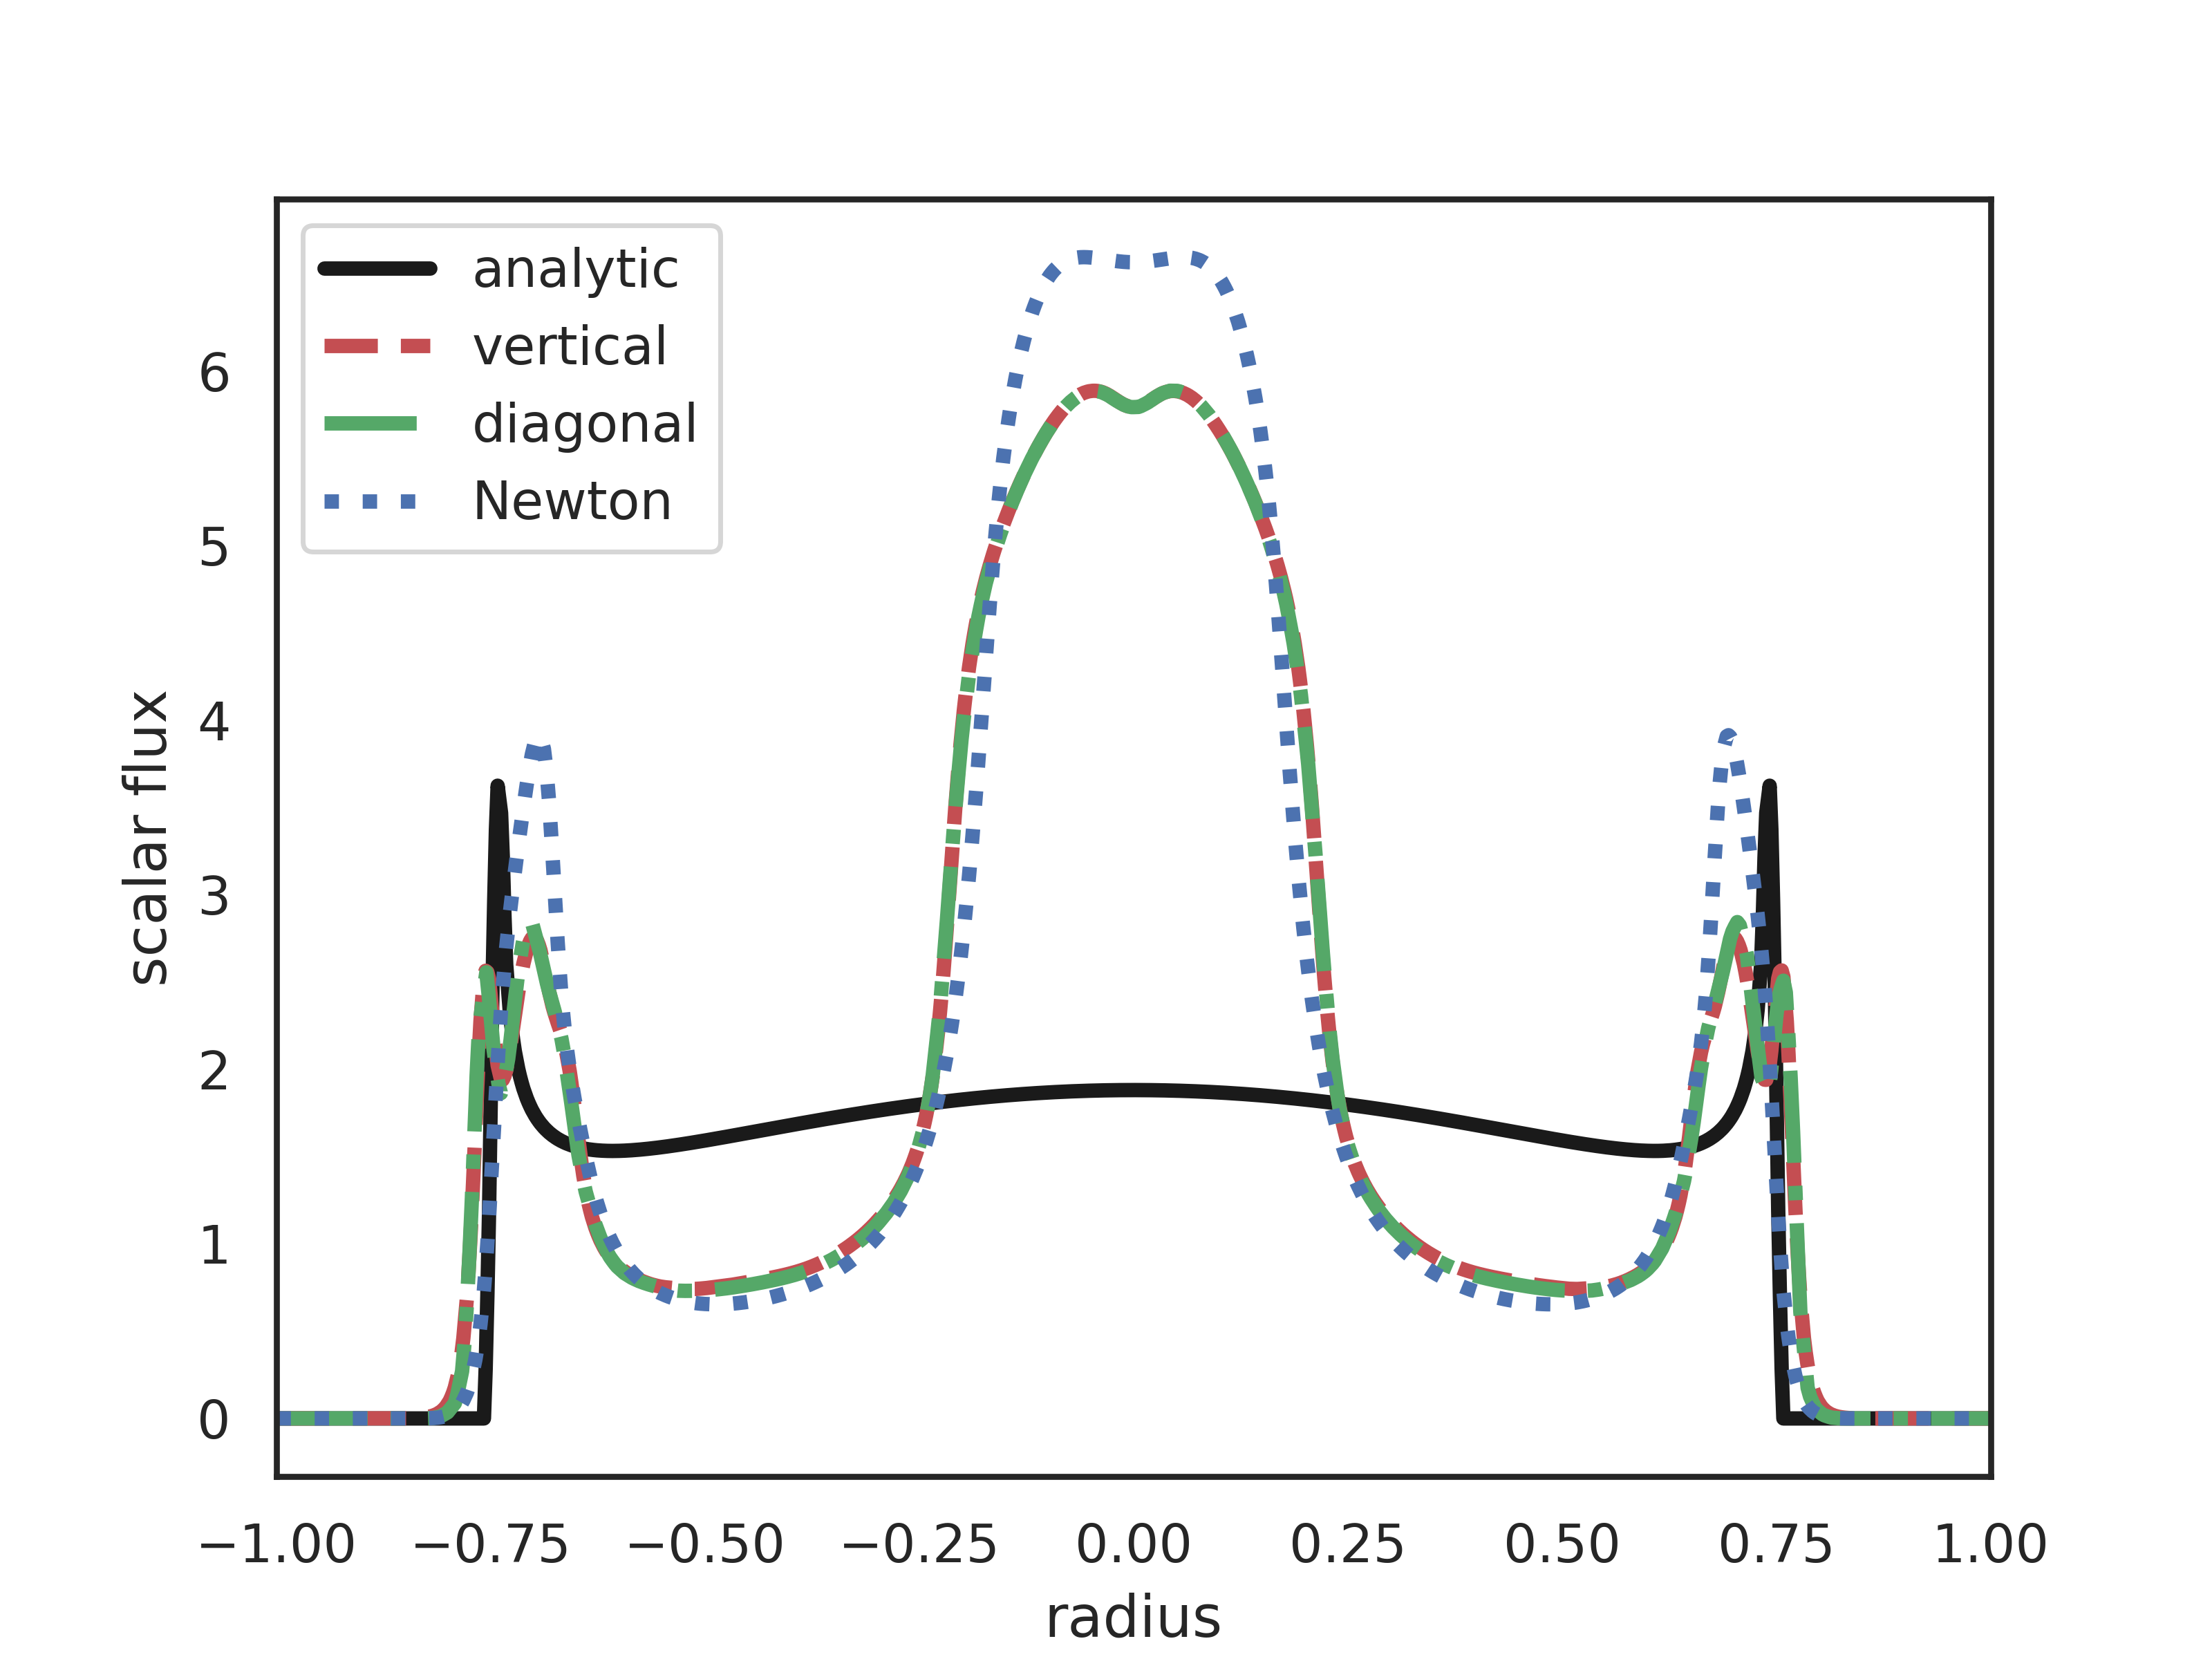 analytic
vertical
diagonal
Newton
6
5
4
3
2
1
0
scalar flux
−1.00 −0.75 −0.50 −0.25 0.00 0.25 0.50 0.75 1.00
radius